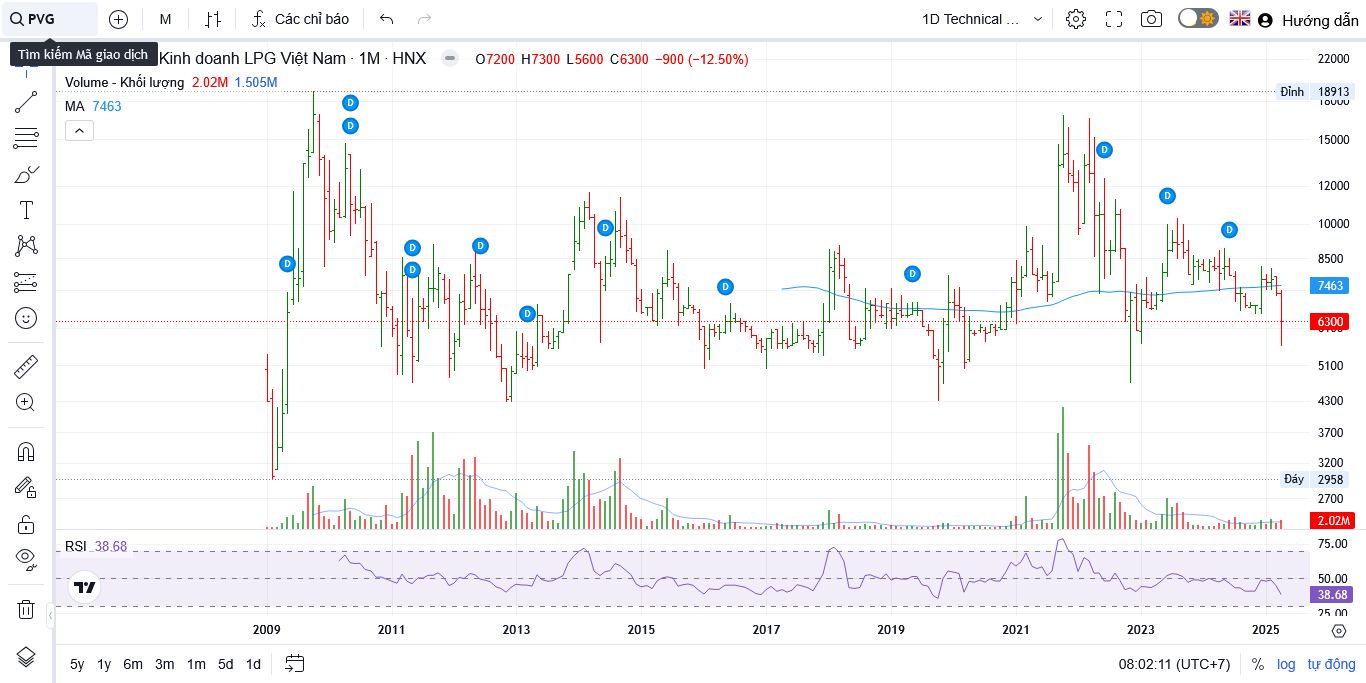 PVG
M
Các chỉ báo
1D Technical ...
Hướng dẫn
Tìm kiếm Mã giao dịch
Kinh doanh LPG Việt Nam · 1M · HNX
O7200 H7300 L5600 C6300 −900 (−12.50%)
Volume - Khối lượng 2.02M 1.505M
MA 7463
D
D
D
D
D
D
D
D
D
D
D
D
D
22000
Đỉnh 18913
18000
15000
12000
10000
8500
7463
6300
5100
4300
3700
3200
Đáy 2958
2700
2.02M
RSI 38.68
75.00
50.00
38.68
25.00
2009 2011 2013 2015 2017 2019 2021 2023 2025
5y 1y 6m 3m 1m 5d 1d
08:02:11 (UTC+7) % log tự động